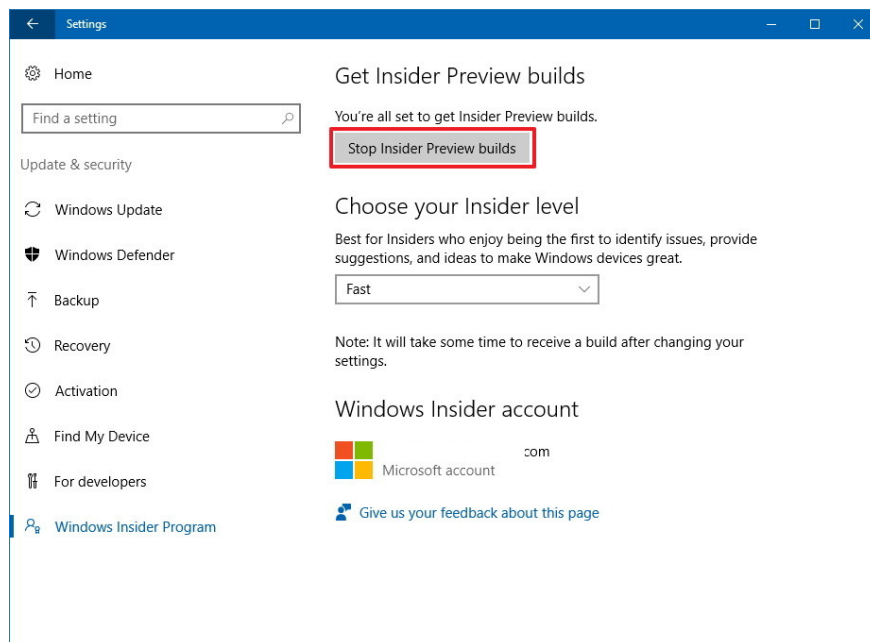 Settings
Home
Find a setting
Update & security
Windows Update
Windows Defender
Backup
Recovery
Activation
Find My Device
For developers
Windows Insider Program
Get Insider Preview builds
You're all set to get Insider Preview builds.
Stop Insider Preview builds
Choose your Insider level
Best for Insiders who enjoy being the first to identify issues, provide
suggestions, and ideas to make Windows devices great.
Fast
Note: It will take some time to receive a build after changing your
settings.
Windows Insider account
com
Microsoft account
Give us your feedback about this page